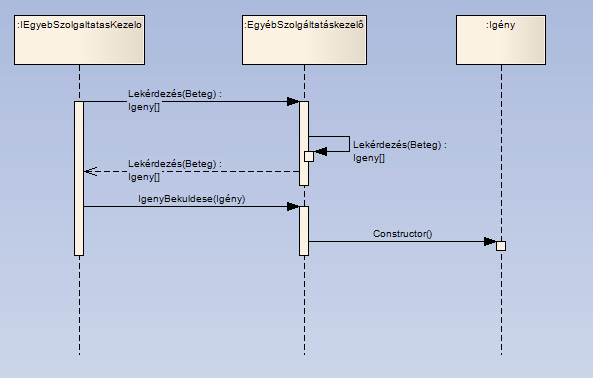 :IEgyebSzolgaltatasKezelo
:EgyébSzolgáltatáskezelő
:Igény
Lekérdezés(Beteg) :
Igeny[]
Lekérdezés(Beteg) :
Igeny[]
Lekérdezés(Beteg) :
Igeny[]
IgenyBekuldese(Igény)
Constructor()